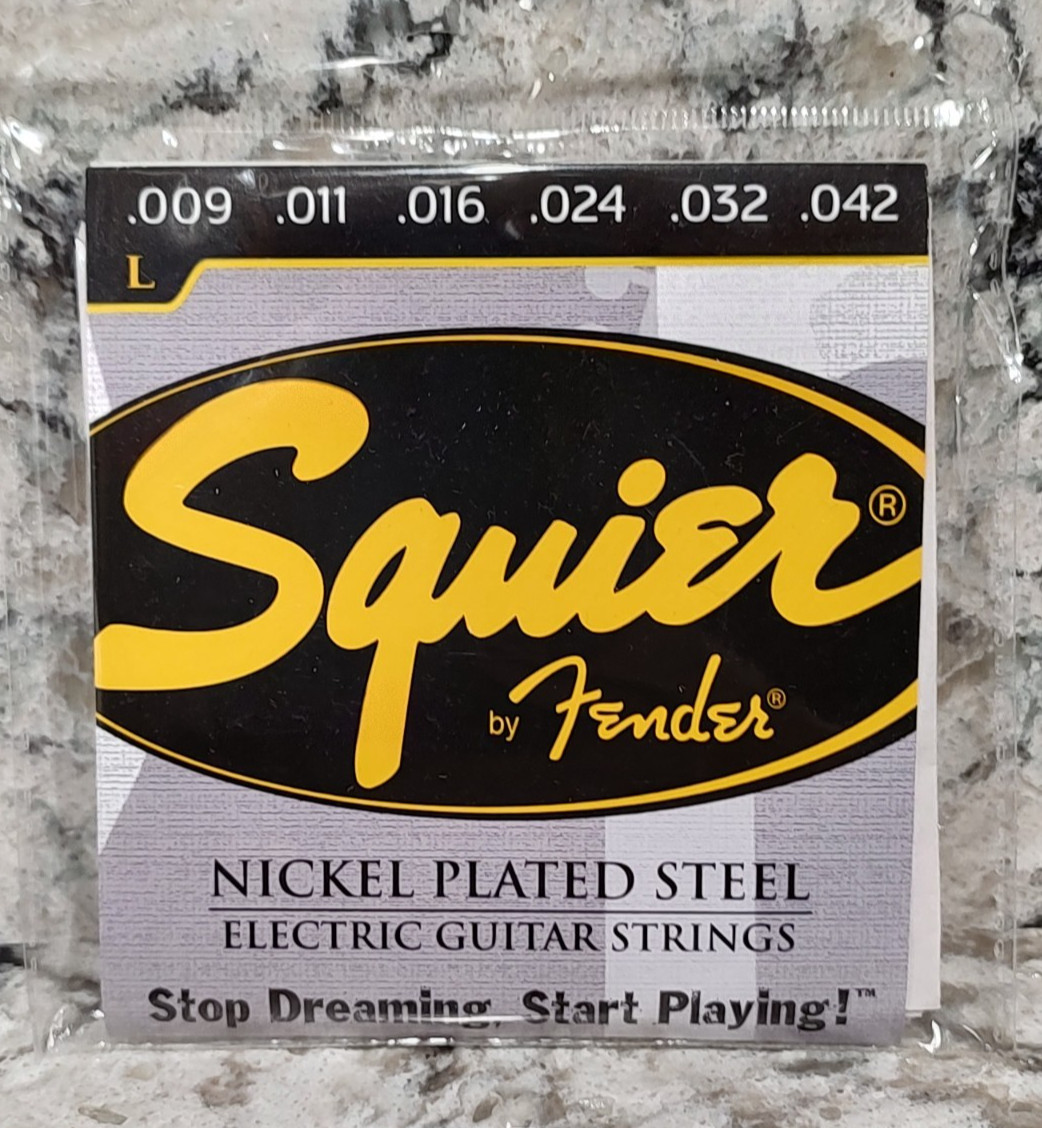 .009 .011 .016 .024 .032 .042
L
Squier®
by Fender®
NICKEL PLATED STEEL
ELECTRIC GUITAR STRINGS
Stop Dreaming, Start Playing!™